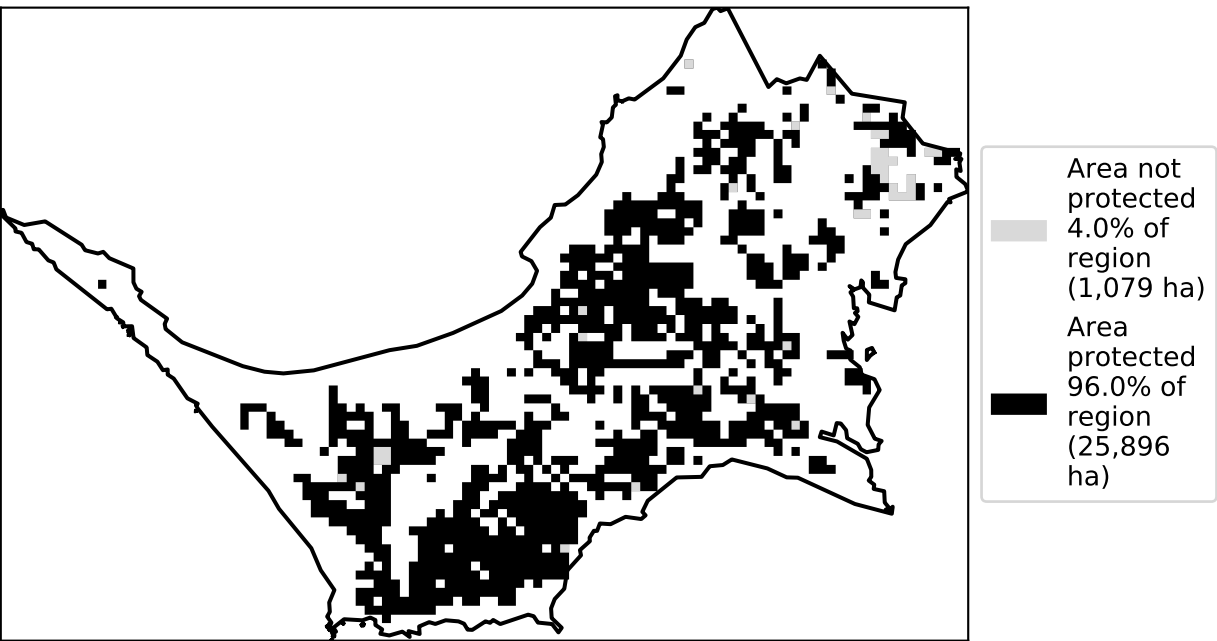 Area not
protected
4.0% of
region
(1,079 ha)
Area
protected
96.0% of
region
(25,896
ha)